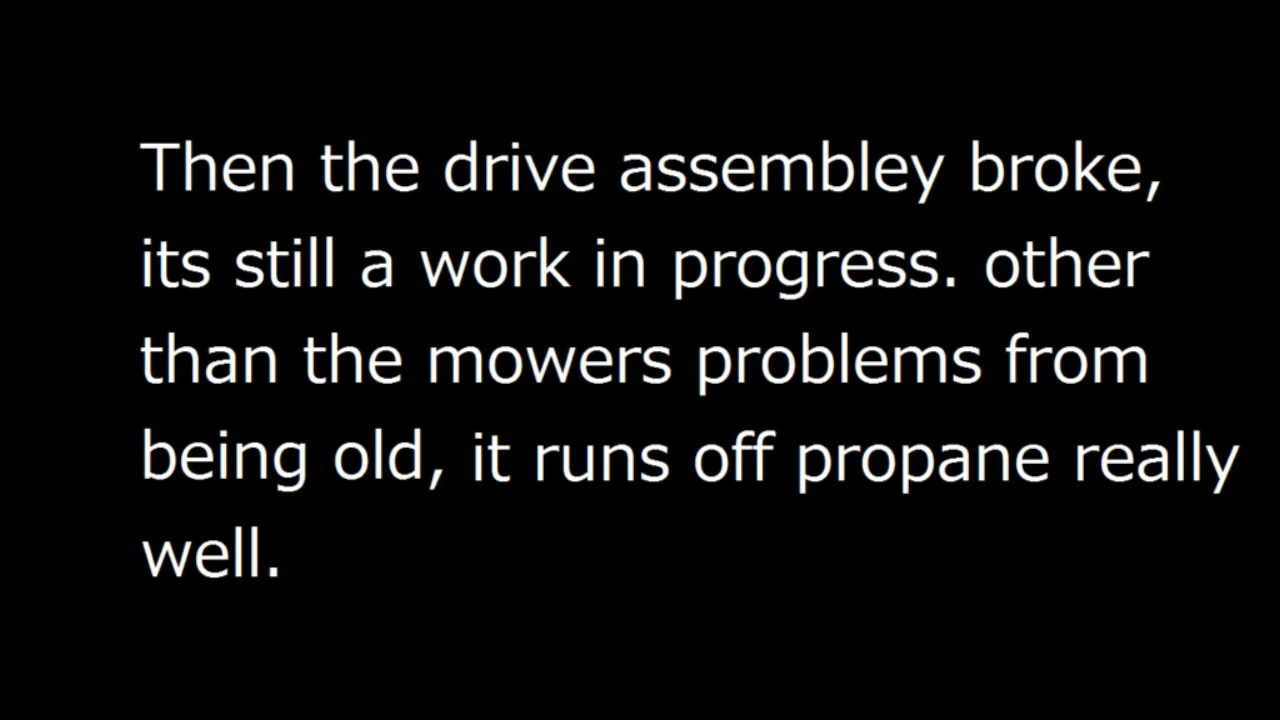 Then the drive assembley broke,
its still a work in progress. other
than the mowers problems from
being old, it runs off propane really
well.